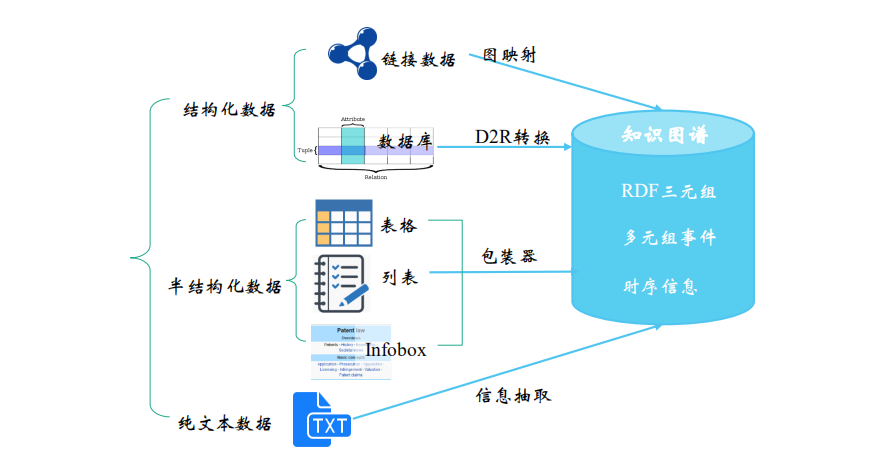 结构化数据
链接数据
图映射
Attribute
Tuple
数据库
Relation
D2R转换
半结构化数据
表格
列表
包装器
Patent law
Infobox
Patent claims
纯文本数据
TXT
信息抽取
知识图谱
RDF三元组
多元组事件
时序信息